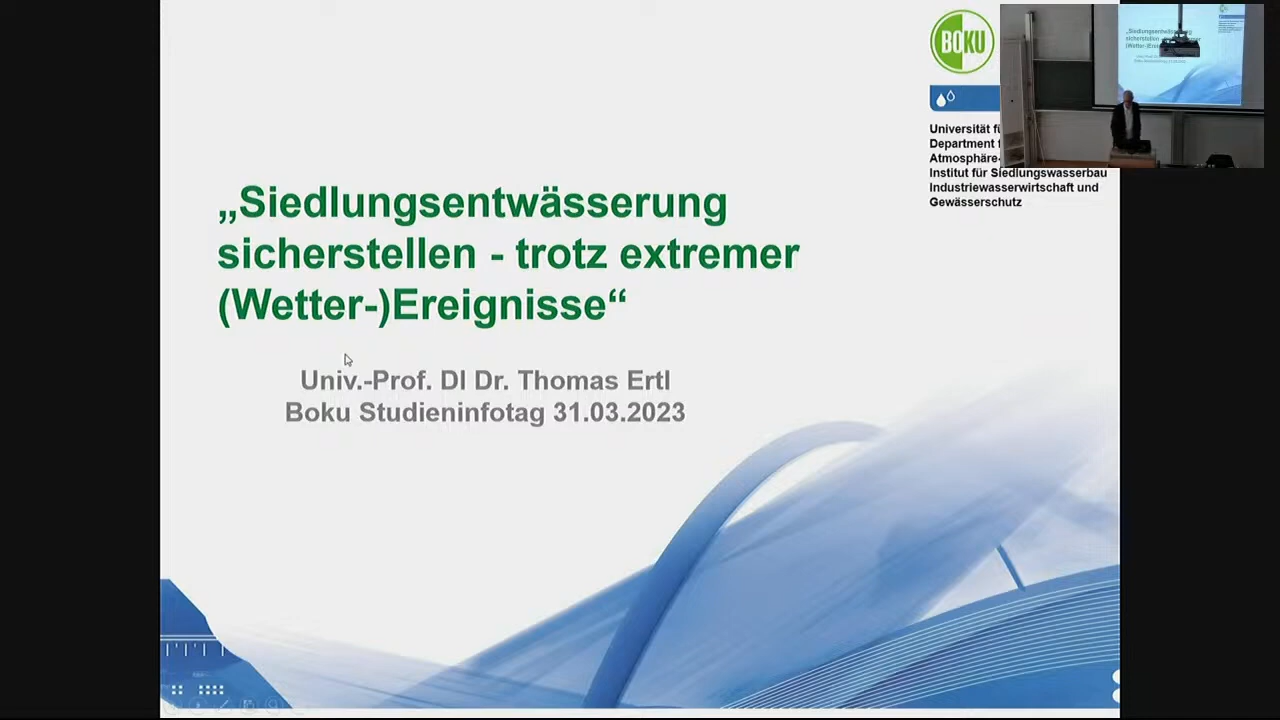 „Siedlungsentwässerung
sicherstellen - trotz extremer
(Wetter-)Ereignisse“
Univ.-Prof. DI Dr. Thomas Ertl
Boku Studieninfotag 31.03.2023
BOKU
Universität
Department
Atmosphäre-
Institut für Siedlungswasserbau
Industriewasserwirtschaft und
Gewässerschutz